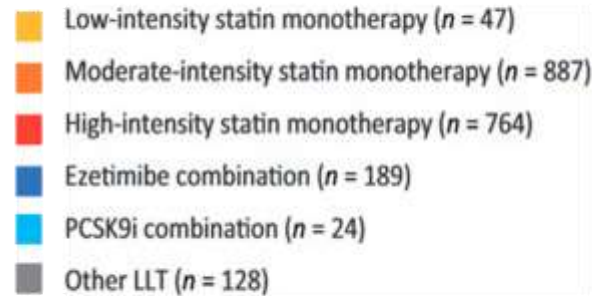 Low-intensity statin monotherapy (n = 47)
Moderate-intensity statin monotherapy (n = 887)
High-intensity statin monotherapy (n = 764)
Ezetimibe combination (n = 189)
PCSK9i combination (n = 24)
Other LLT (n = 128)